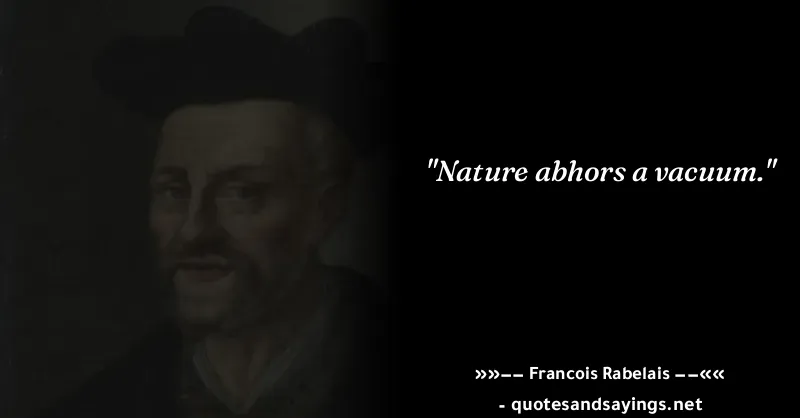 "Nature abhors a vacuum."
»»−− Francois Rabelais −−««
- quotesandsayings.net